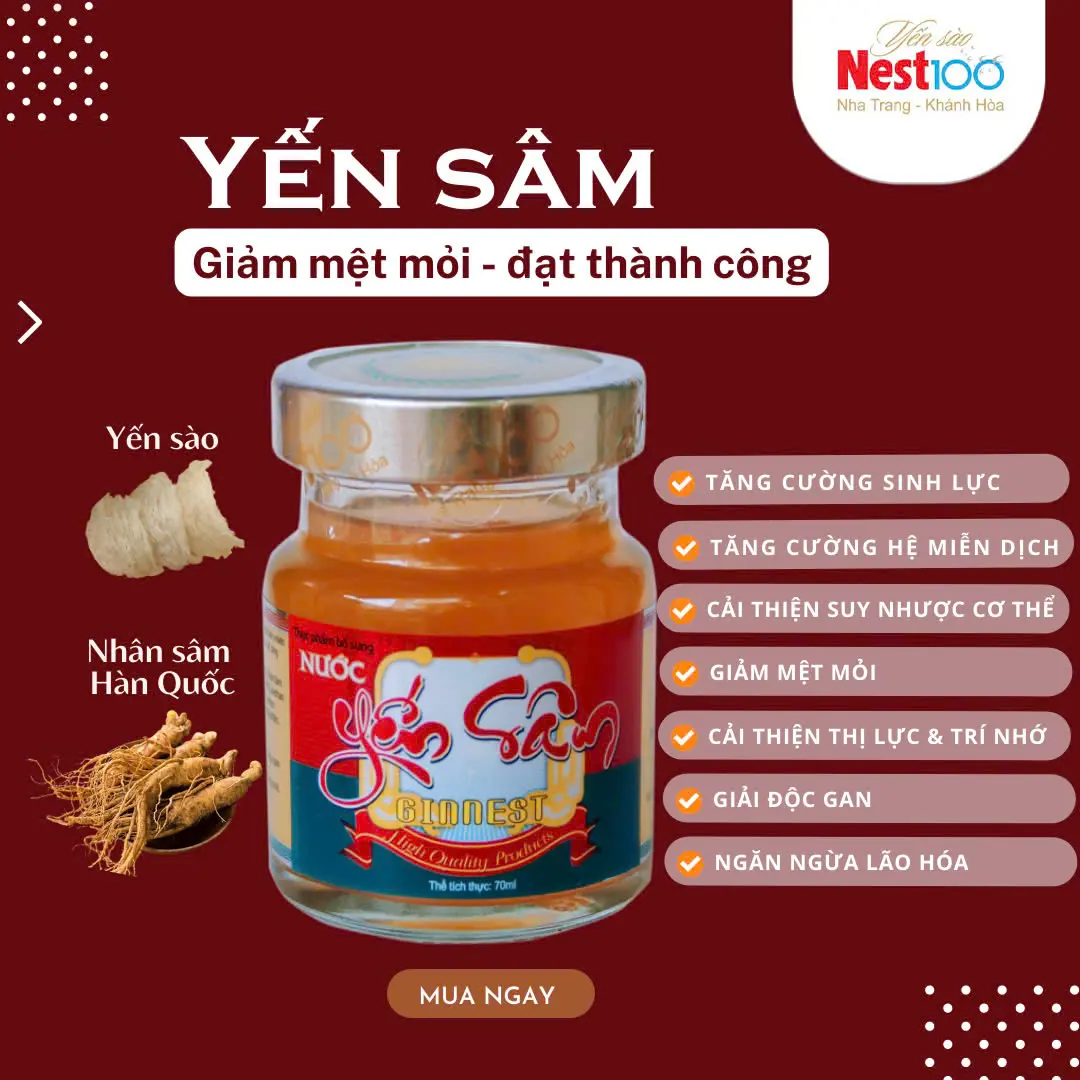 Yến sào
Nest100
Nha Trang - Khánh Hòa
YẾN SÂM
Giảm mệt mỏi - đạt thành công
Yến sào
Nhân sâm
Hàn Quốc
Thực phẩm bổ sung
NƯỚC
Yến Sâm
GINNEST
High Quality Products
Thể tích thực: 70ml
TĂNG CƯỜNG SINH LỰC
TĂNG CƯỜNG HỆ MIỄN DỊCH
CẢI THIỆN SUY NHƯỢC CƠ THỂ
GIẢM MỆT MỎI
CẢI THIỆN THỊ LỰC & TRÍ NHỚ
GIẢI ĐỘC GAN
NGĂN NGỪA LÃO HÓA
MUA NGAY